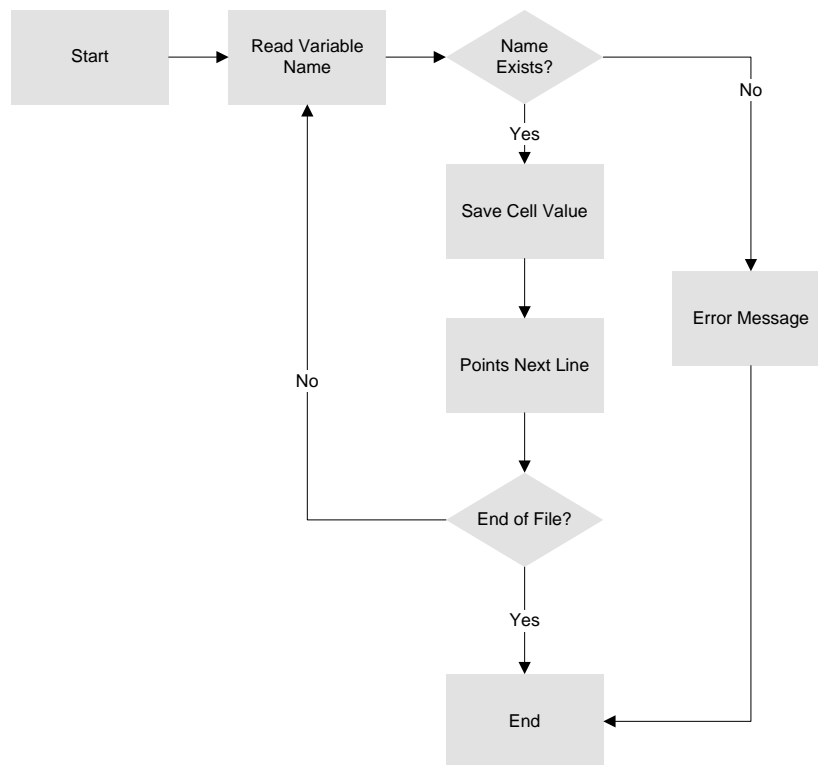 Start
Read Variable
Name
Name
Exists?
No
Yes
Save Cell Value
Error Message
Points Next Line
No
End of File?
Yes
End